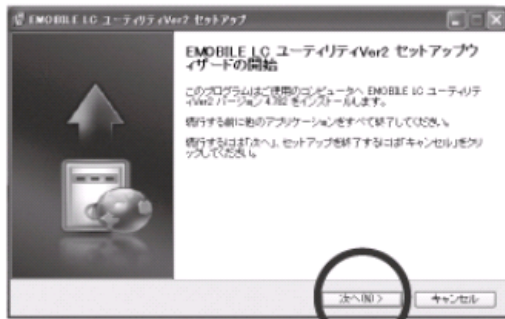 EMOBILE LC ユーティリティVer2 セットアップ
EMOBILE LC ユーティリティVer2 セットアップウ
ィザードの開始
このプログラムはご使用のコンピュータへ EMOBILE LC ユーティリテ
ィVer2 バージョン 4.702 をインストールします。
続行する前に他のアプリケーションをすべて終了してください。
続行するには「次へ」、セットアップを終了するには「キャンセル」をクリ
ックしてください。
次へ(N) >
キャンセル